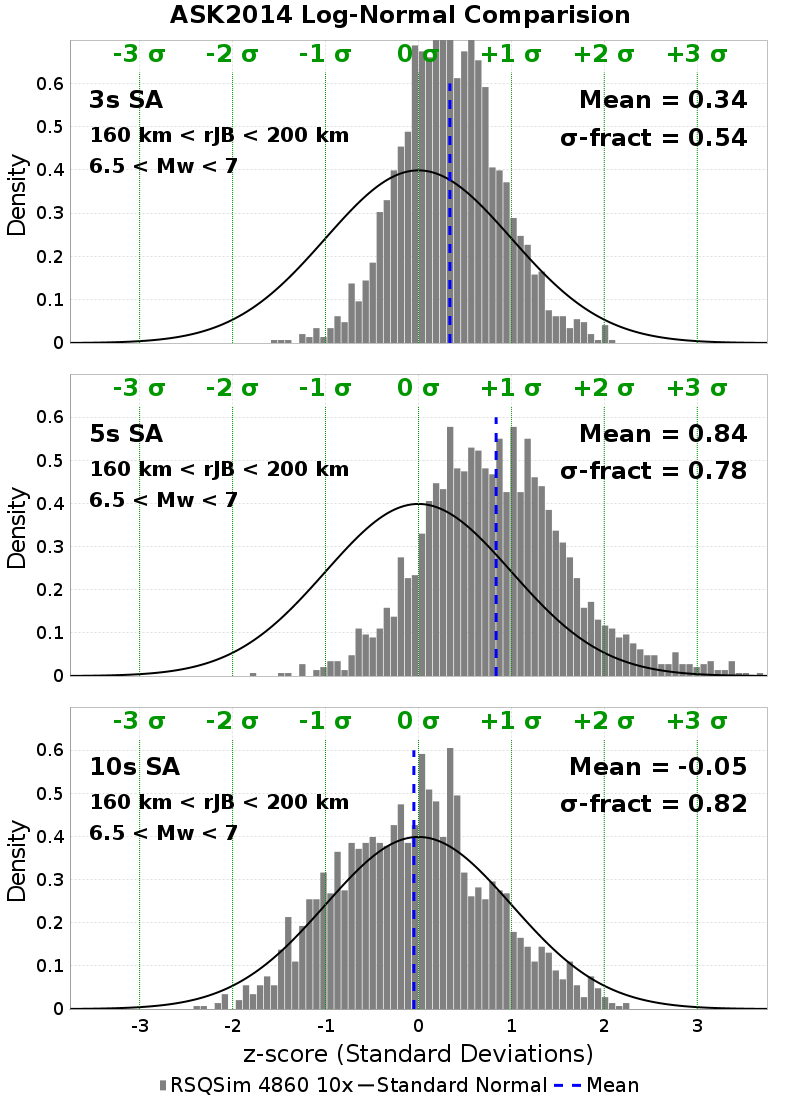 ASK2014 Log-Normal Comparision
-3 σ -2 σ -1 σ 0 σ +1 σ +2 σ +3 σ
3s SA
Mean = 0.34
160 km < rJB < 200 km
σ-fract = 0.54
6.5 < Mw < 7
Density
0.6
0.5
0.4
0.3
0.2
0.1
0
-3 σ -2 σ -1 σ 0 σ +1 σ +2 σ +3 σ
5s SA
Mean = 0.84
160 km < rJB < 200 km
σ-fract = 0.78
6.5 < Mw < 7
Density
0.6
0.5
0.4
0.3
0.2
0.1
0
-3 σ -2 σ -1 σ 0 σ +1 σ +2 σ +3 σ
10s SA
Mean = -0.05
160 km < rJB < 200 km
σ-fract = 0.82
6.5 < Mw < 7
Density
0.6
0.5
0.4
0.3
0.2
0.1
0
-3 -2 -1 0 1 2 3
z-score (Standard Deviations)
RSQSim 4860 10x Standard Normal Mean